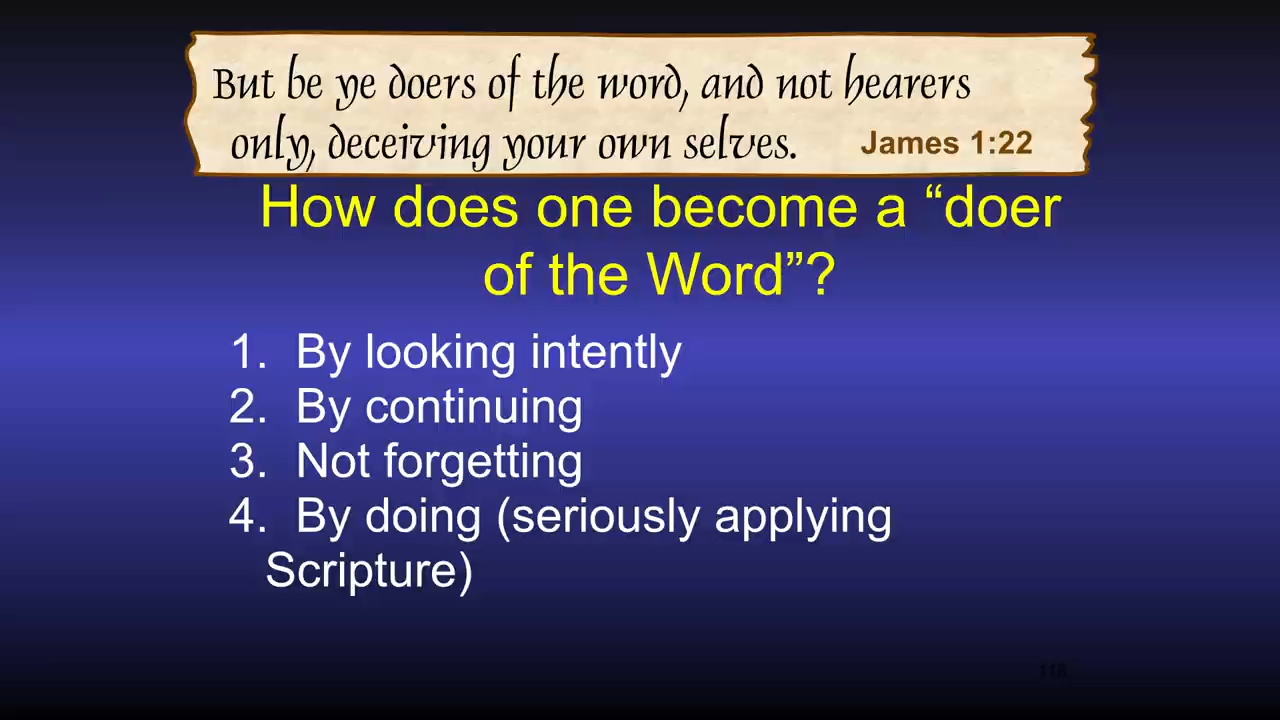 But be ye doers of the word, and not hearers
only, deceiving your own selves. James 1:22
How does one become a “doer
of the Word”?
1. By looking intently
2. By continuing
3. Not forgetting
4. By doing (seriously applying
Scripture)